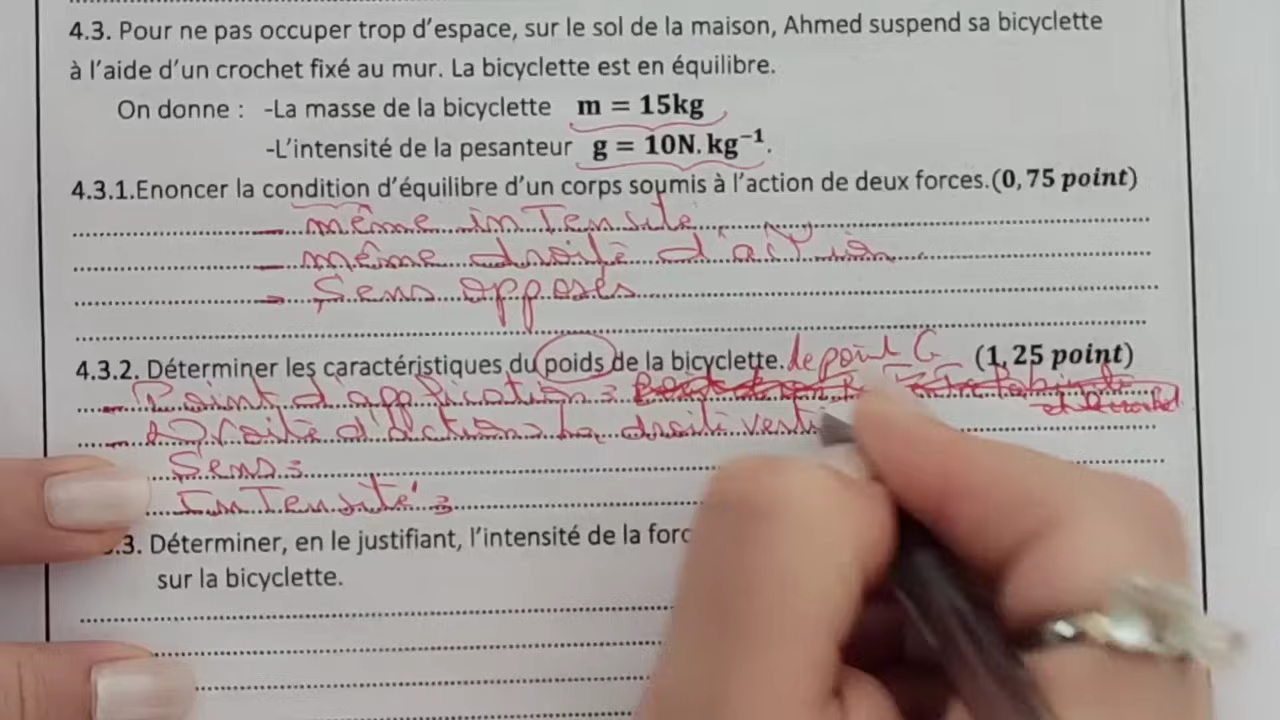 4.3. Pour ne pas occuper trop d'espace, sur le sol de la maison, Ahmed suspend sa bicyclette
à l'aide d'un crochet fixé au mur. La bicyclette est en équilibre.
On donne : -La masse de la bicyclette m = 15kg
-L'intensité de la pesanteur g = 10N. kg⁻¹.
4.3.1.Enoncer la condition d'équilibre d'un corps soumis à l'action de deux forces.(0, 75 point)
- même intensité
- même droite d'action
- Sens opposés
4.3.2. Déterminer les caractéristiques du poids de la bicyclette. le point G (1, 25 point)
- Point d'application :
- Droite d'action : La droite verti
Sens :
Intensité :
.3. Déterminer, en le justifiant, l'intensité de la forc
sur la bicyclette.